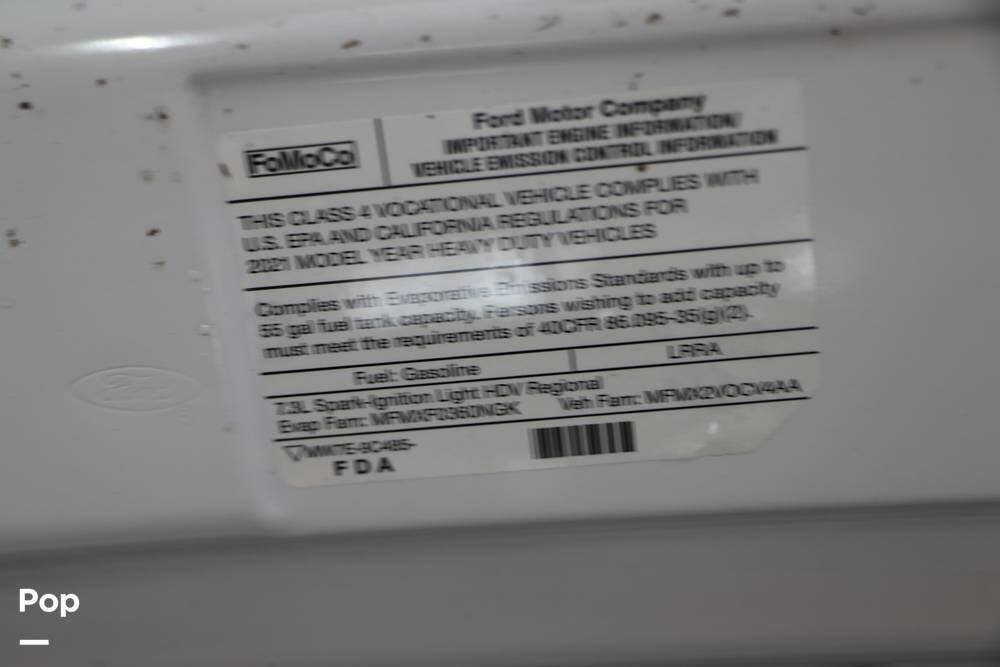 FoMoCo
Ford Motor Company
IMPORTANT ENGINE INFORMATION/
VEHICLE EMISSION CONTROL INFORMATION
THIS CLASS 4 VOCATIONAL VEHICLE COMPLIES WITH
U.S. EPA AND CALIFORNIA REGULATIONS FOR
2021 MODEL YEAR HEAVY DUTY VEHICLES
Complies with Evaporative Emissions Standards with up to
55 gal fuel tank capacity. Persons wishing to add capacity
must meet the requirements of 40CFR 86.095-35(g)(2).
Fuel: Gasoline
LRRA
7.3L Spark-Ignition Light HDV Regional
Evap Fam: Veh Fam: MFMX2VOCV4AA
FDA
Pop